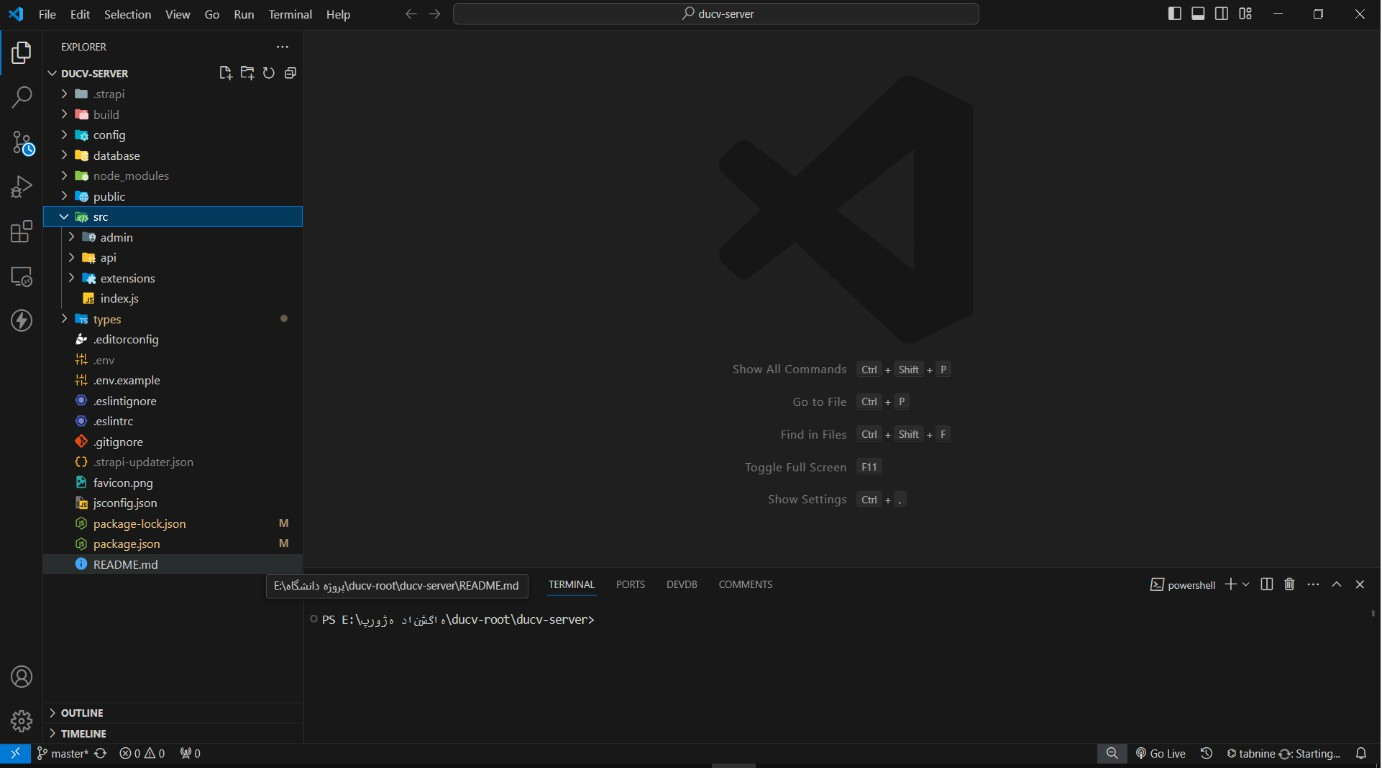 File Edit Selection View Go Run Terminal Help
ducv-server
EXPLORER
DUCV-SERVER
.strapi
build
config
database
node_modules
public
src
admin
api
extensions
index.js
types
.editorconfig
.env
.env.example
.eslintignore
.eslintrc
.gitignore
.strapi-updater.json
favicon.png
jsconfig.json
package-lock.json M
package.json M
README.md
OUTLINE
TIMELINE
Show All Commands Ctrl + Shift + P
Go to File Ctrl + P
Find in Files Ctrl + Shift + F
Toggle Full Screen F11
Show Settings Ctrl + .
E:\پروژه دانشگاه\ducv-root\ducv-server\README.md
TERMINAL PORTS DEVDB COMMENTS
powershell
PS E:\پروژه دانشگاه\ducv-root\ducv-server>
master* 0 0 0
Go Live tabnine Starting...